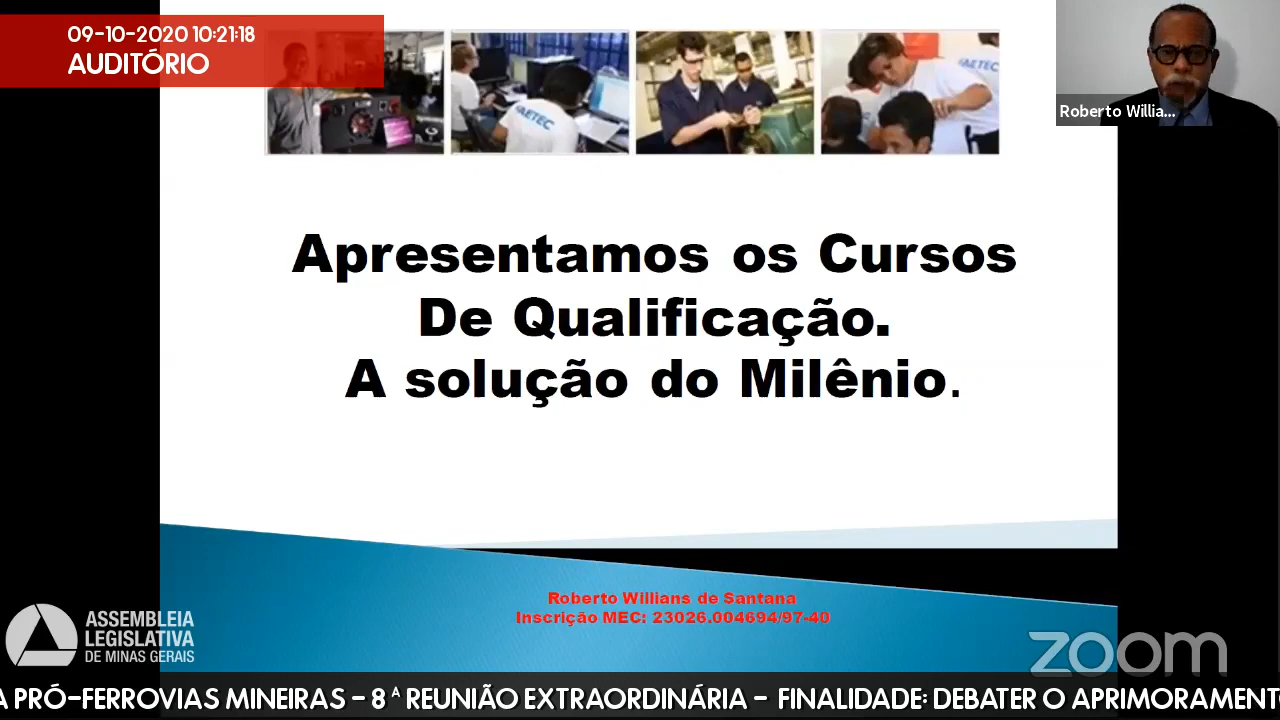 09-10-2020 10:21:18
AUDITÓRIO
AETEC
AETEC
Roberto Willia...
Apresentamos os Cursos
De Qualificação.
A solução do Milênio.
Roberto Willians de Santana
Inscrição MEC: 23026.004694/97-40
ASSEMBLEIA
LEGISLATIVA
DE MINAS GERAIS
zoom
A PRÓ-FERROVIAS MINEIRAS - 8ª REUNIÃO EXTRAORDINÁRIA - FINALIDADE: DEBATER O APRIMORAMENT